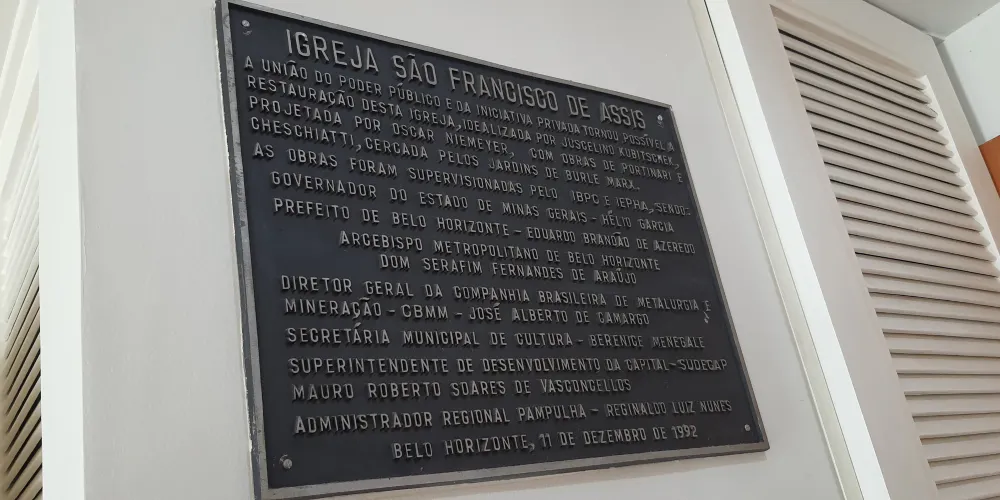 IGREJA SÃO FRANCISCO DE ASSIS
A UNIÃO DO PODER PÚBLICO E DA INICIATIVA PRIVADA TORNOU POSSÍVEL A
RESTAURAÇÃO DESTA IGREJA, IDEALIZADA POR JUSCELINO KUBITSCHEK,
PROJETADA POR OSCAR NIEMEYER, COM OBRAS DE PORTINARI E
CHESCHIATTI, CERCADA PELOS JARDINS DE BURLE MARX.
AS OBRAS FORAM SUPERVISIONADAS PELO IBPC E IEPHA, SENDO:
GOVERNADOR DO ESTADO DE MINAS GERAIS - HÉLIO GARCIA
PREFEITO DE BELO HORIZONTE - EDUARDO BRANDÃO DE AZEREDO
ARCEBISPO METROPOLITANO DE BELO HORIZONTE
DOM SERAFIM FERNANDES DE ARAÚJO
DIRETOR GERAL DA COMPANHIA BRASILEIRA DE METALURGIA E
MINERAÇÃO - CBMM - JOSÉ ALBERTO DE CAMARGO
SECRETÁRIA MUNICIPAL DE CULTURA - BERENICE MENEGALE
SUPERINTENDENTE DE DESENVOLVIMENTO DA CAPITAL - SUDECAP
MAURO ROBERTO SOARES DE VASCONCELLOS
ADMINISTRADOR REGIONAL PAMPULHA - REGINALDO LUIZ NUNES
BELO HORIZONTE, 11 DE DEZEMBRO DE 1992